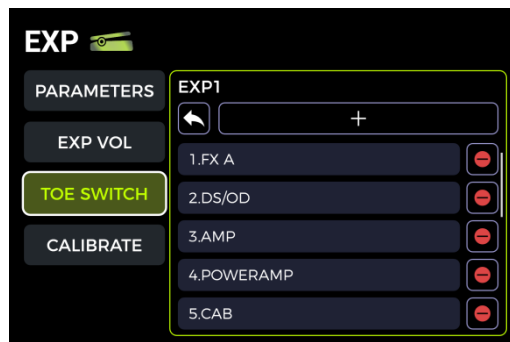 EXP
PARAMETERS
EXP VOL
TOE SWITCH
CALIBRATE
EXP1
+
1.FX A
2.DS/OD
3.AMP
4.POWERAMP
5.CAB